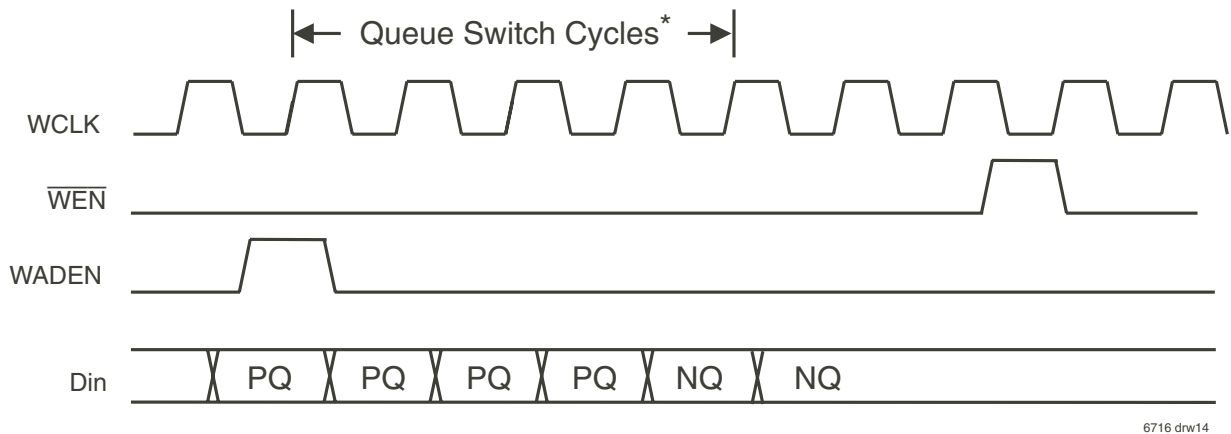 Queue Switch Cycles*
WCLK
WEN
WADEN
Din PQ PQ PQ PQ NQ NQ
6716 drw14